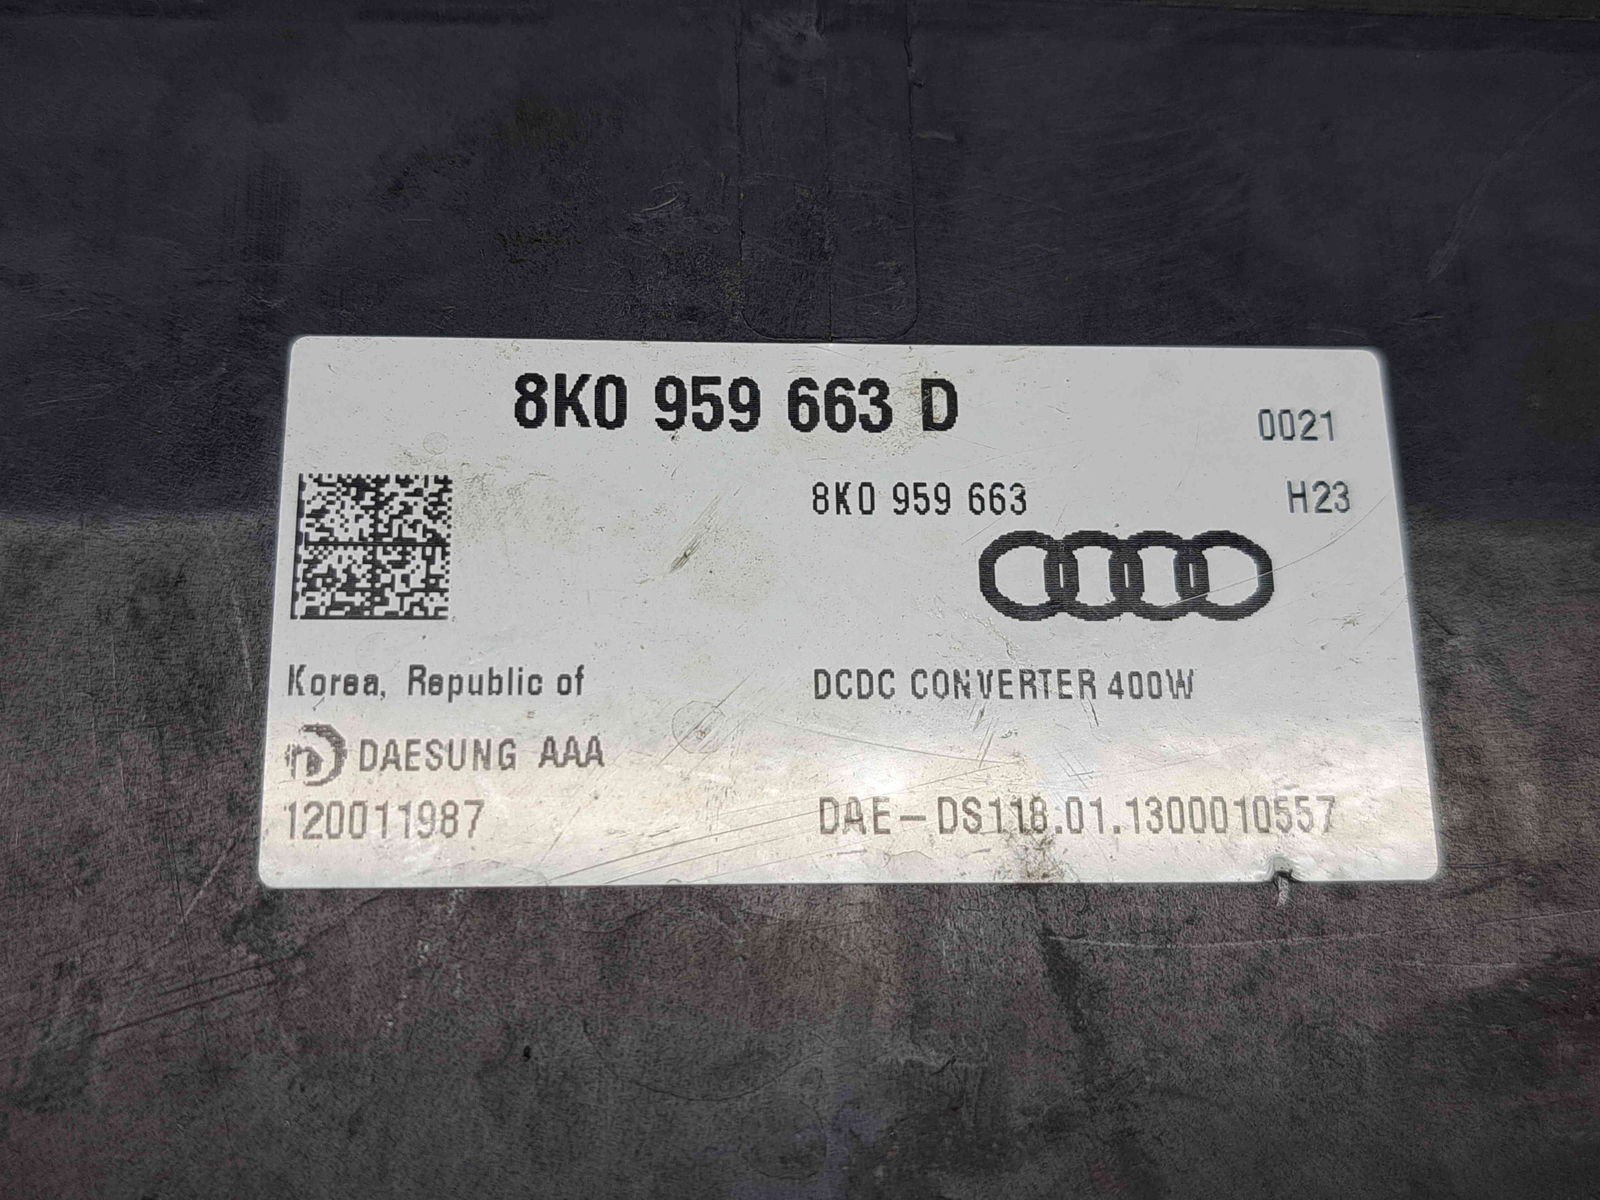 8K0 959 663 D
0021
8K0 959 663
H23
Korea, Republic of
DCDC CONVERTER 400W
DAESUNG AAA
120011987
DAE-DS118.01.1300010557